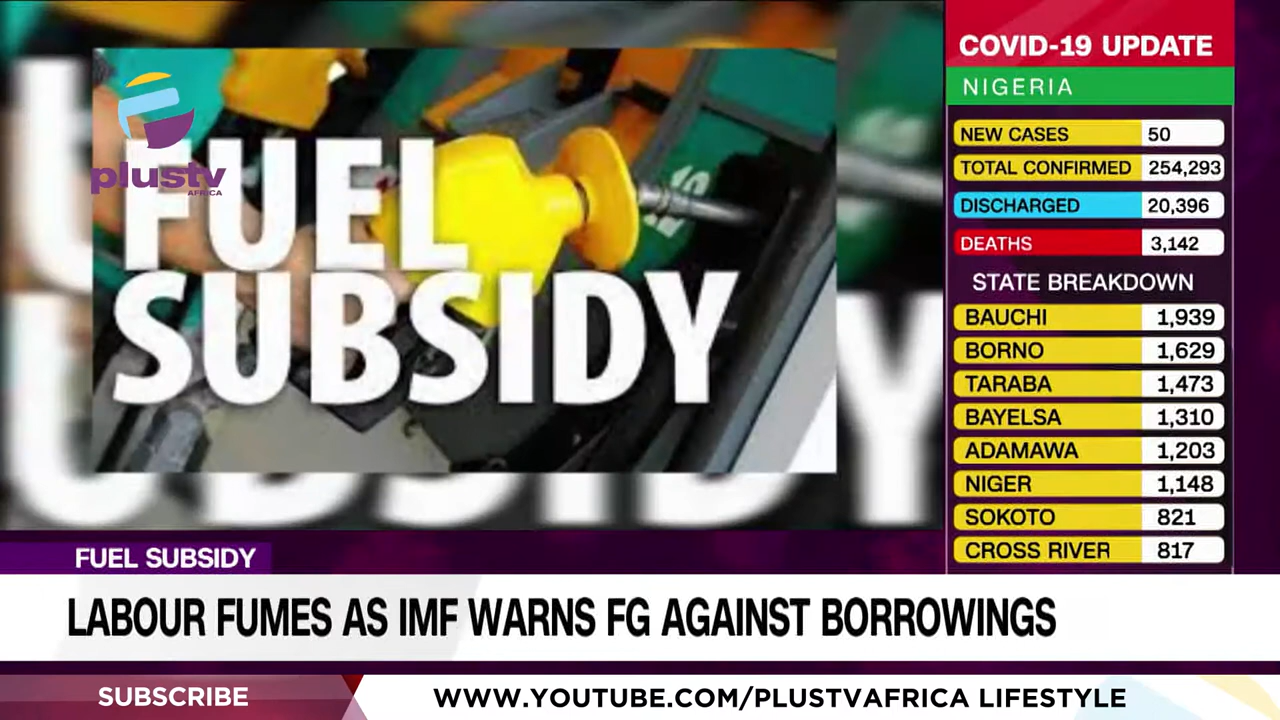 plustv
AFRICA
FUEL
SUBSIDY
COVID-19 UPDATE
NIGERIA
NEW CASES 50
TOTAL CONFIRMED 254,293
DISCHARGED 20,396
DEATHS 3,142
STATE BREAKDOWN
BAUCHI 1,939
BORNO 1,629
TARABA 1,473
BAYELSA 1,310
ADAMAWA 1,203
NIGER 1,148
SOKOTO 821
CROSS RIVER 817
FUEL SUBSIDY
LABOUR FUMES AS IMF WARNS FG AGAINST BORROWINGS
SUBSCRIBE WWW.YOUTUBE.COM/PLUSTVAFRICA LIFESTYLE